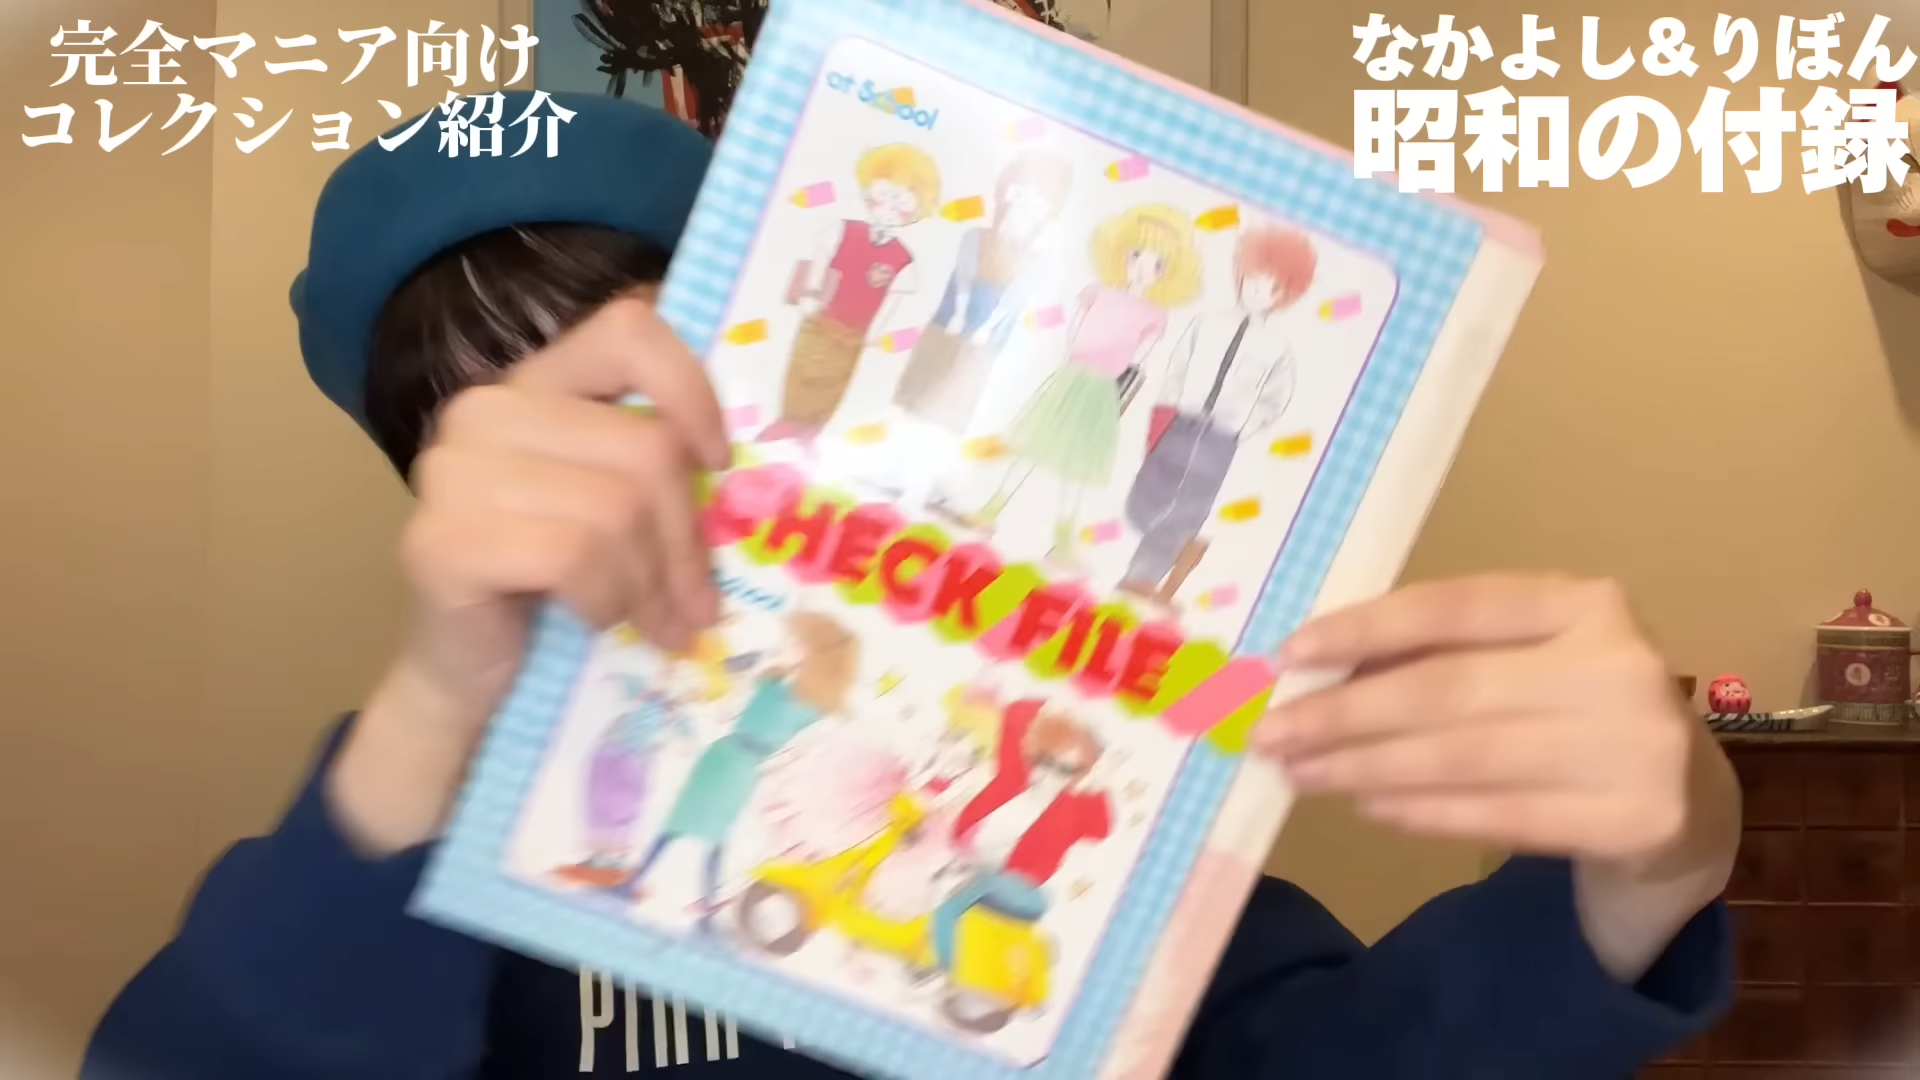 完全マニア向け
コレクション紹介
なかよし&りぼん
昭和の付録
at School
CHECK FILE